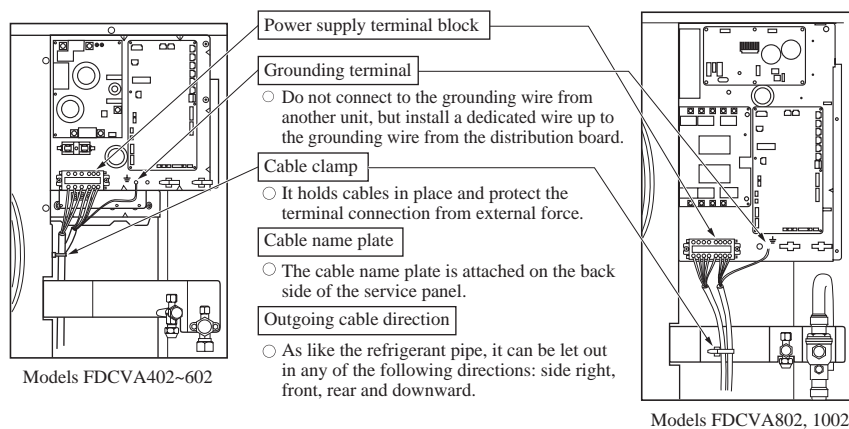 Power supply terminal block
Grounding terminal
○ Do not connect to the grounding wire from
another unit, but install a dedicated wire up to
the grounding wire from the distribution board.
Cable clamp
○ It holds cables in place and protect the
terminal connection from external force.
Cable name plate
○ The cable name plate is attached on the back
side of the service panel.
Outgoing cable direction
○ As like the refrigerant pipe, it can be let out
in any of the following directions: side right,
front, rear and downward.
Models FDCVA402~602
Models FDCVA802, 1002